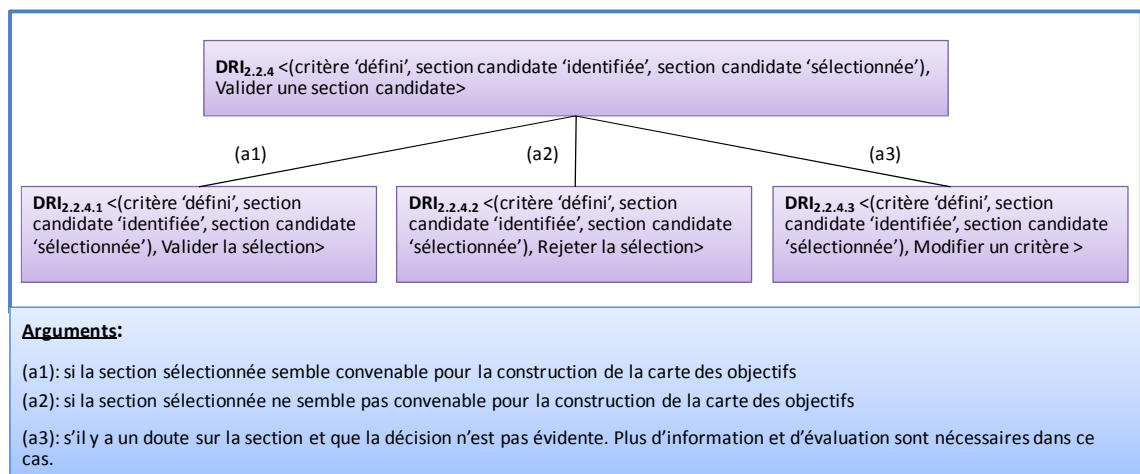 DRI2.2.4 <(critère ‘défini’, section candidate ‘identifiée’, section candidate ‘sélectionnée’),
Valider une section candidate>
(a1)
(a2)
(a3)
DRI2.2.4.1 <(critère ‘défini’, section
candidate ‘identifiée’, section candidate
‘sélectionnée’), Valider la sélection>
DRI2.2.4.2 <(critère ‘défini’, section
candidate ‘identifiée’, section candidate
‘sélectionnée’), Rejeter la sélection>
DRI2.2.4.3 <(critère ‘défini’, section
candidate ‘identifiée’, section candidate
‘sélectionnée’), Modifier un critère >
Arguments:
(a1): si la section sélectionnée semble convenable pour la construction de la carte des objectifs
(a2): si la section sélectionnée ne semble pas convenable pour la construction de la carte des objectifs
(a3): s’il y a un doute sur la section et que la décision n’est pas évidente. Plus d’information et d’évaluation sont nécessaires dans ce
cas.